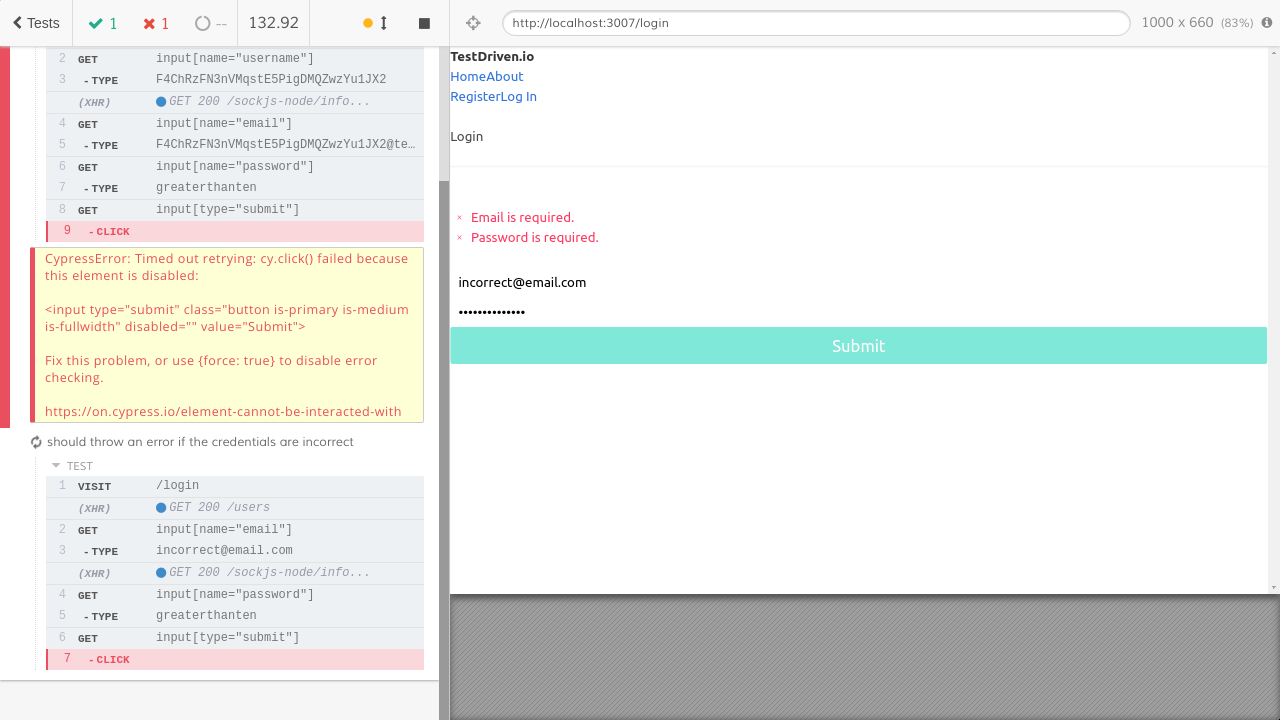 Tests 1 1 -- 132.92
2 GET input[name="username"]
3 - TYPE F4ChRzFN3nVMqstE5PigDMQZwzYu1JX2
(XHR) GET 200 /sockjs-node/info...
4 GET input[name="email"]
5 - TYPE F4ChRzFN3nVMqstE5PigDMQZwzYu1JX2@te...
6 GET input[name="password"]
7 - TYPE greaterthanten
8 GET input[type="submit"]
9 - CLICK
CypressError: Timed out retrying: cy.click() failed because
this element is disabled:
<input type="submit" class="button is-primary is-medium
is-fullwidth" disabled="" value="Submit">
Fix this problem, or use {force: true} to disable error
checking.
https://on.cypress.io/element-cannot-be-interacted-with
should throw an error if the credentials are incorrect
TEST
1 VISIT /login
(XHR) GET 200 /users
2 GET input[name="email"]
3 - TYPE incorrect@email.com
(XHR) GET 200 /sockjs-node/info...
4 GET input[name="password"]
5 - TYPE greaterthanten
6 GET input[type="submit"]
7 - CLICK
http://localhost:3007/login 1000 x 660 (83%)
TestDriven.io
HomeAbout
RegisterLog In
Login
× Email is required.
× Password is required.
incorrect@email.com
••••••••••••••
Submit